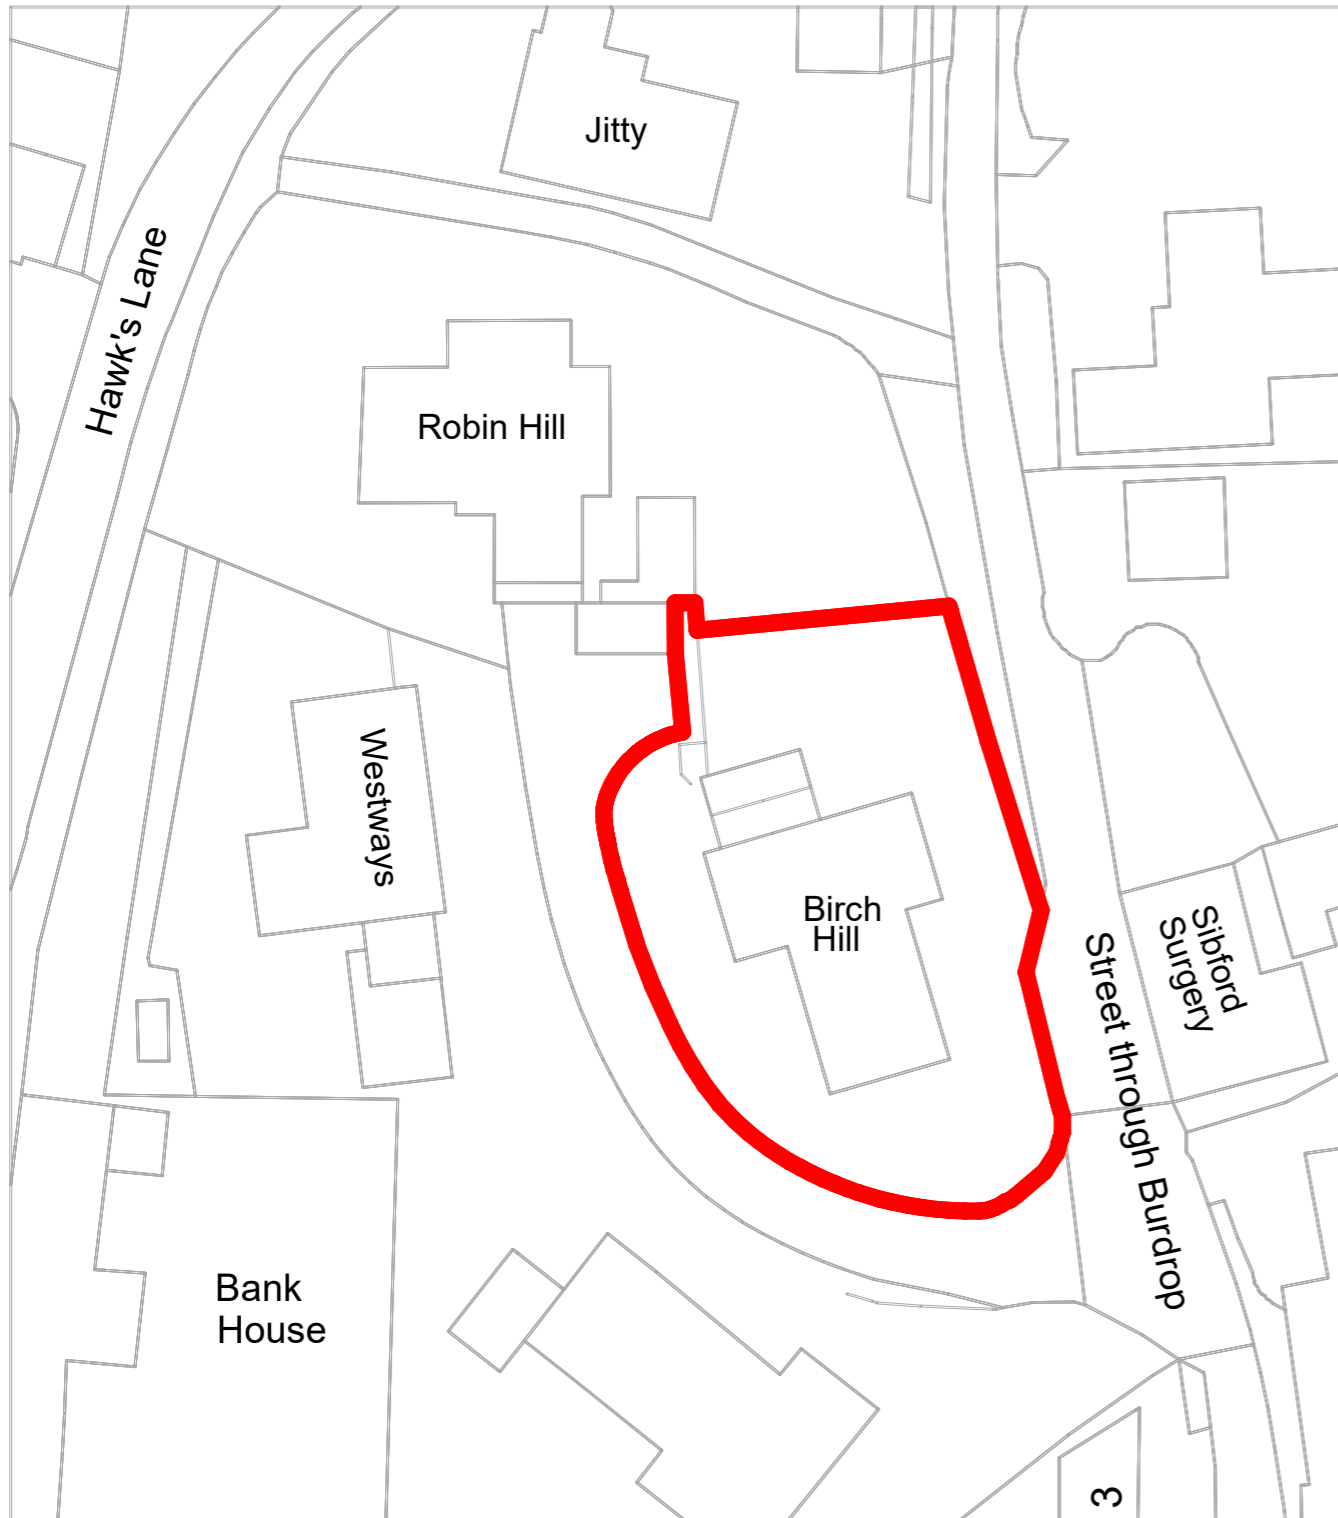 Jitty
Hawk's Lane
Robin Hill
Westways
Birch
Hill
Sibford
Surgery
Street through Burdrop
Bank
House
3